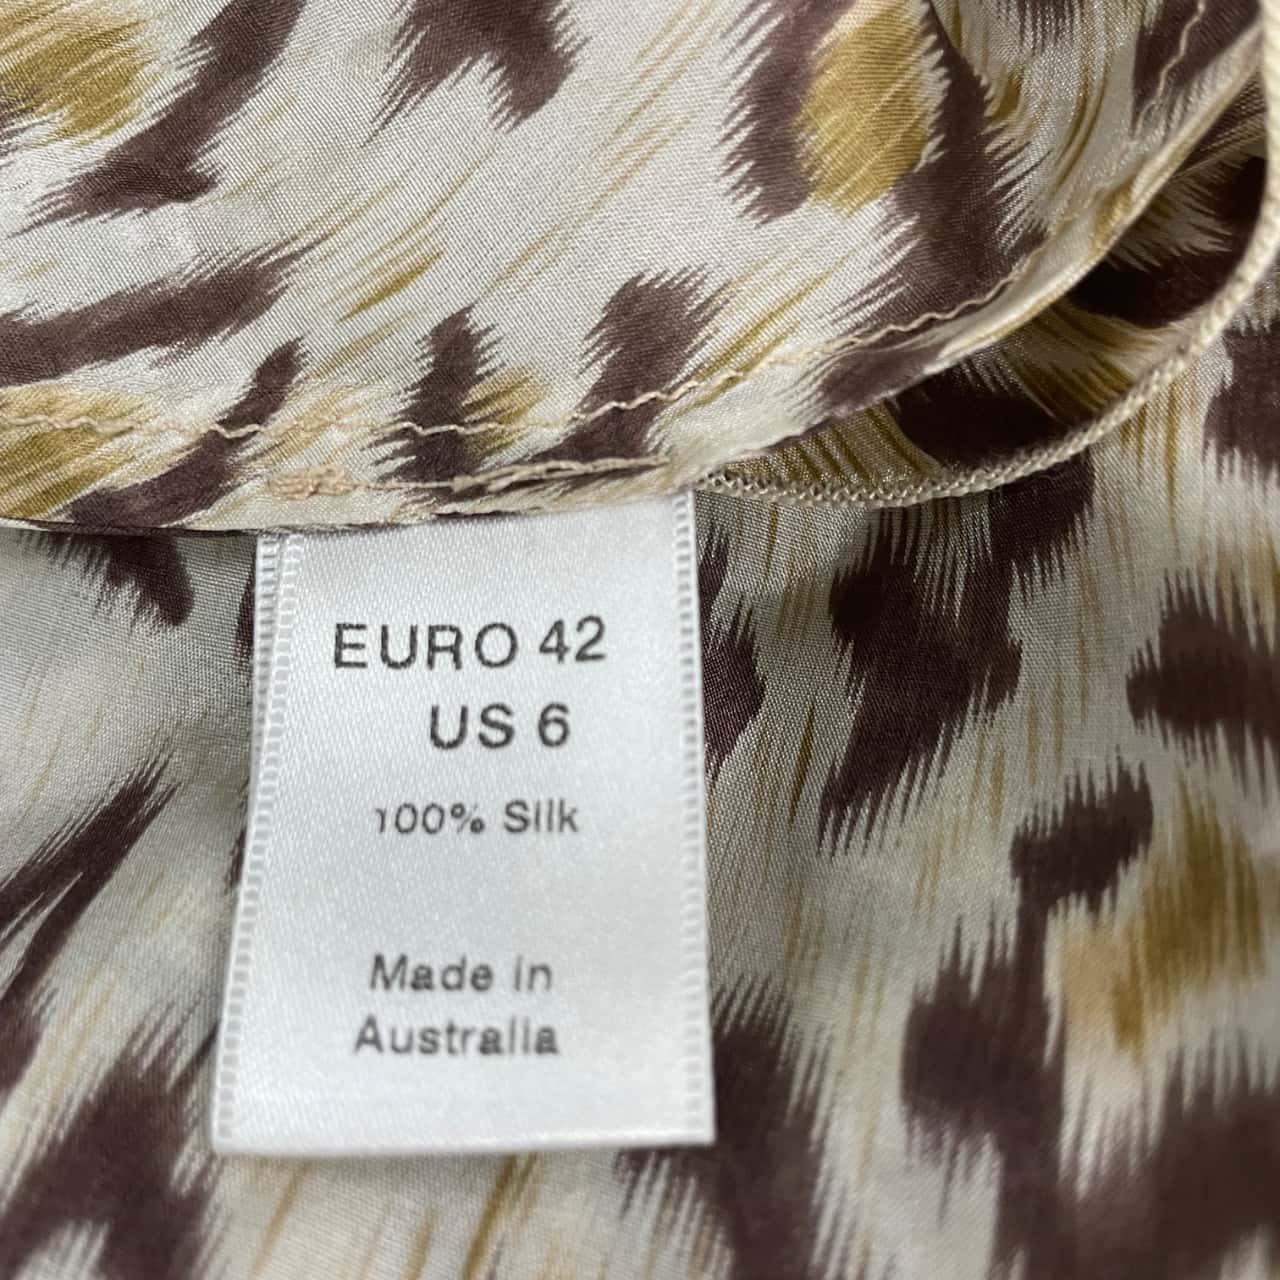 EURO 42
US 6
100% Silk
Made in
Australia